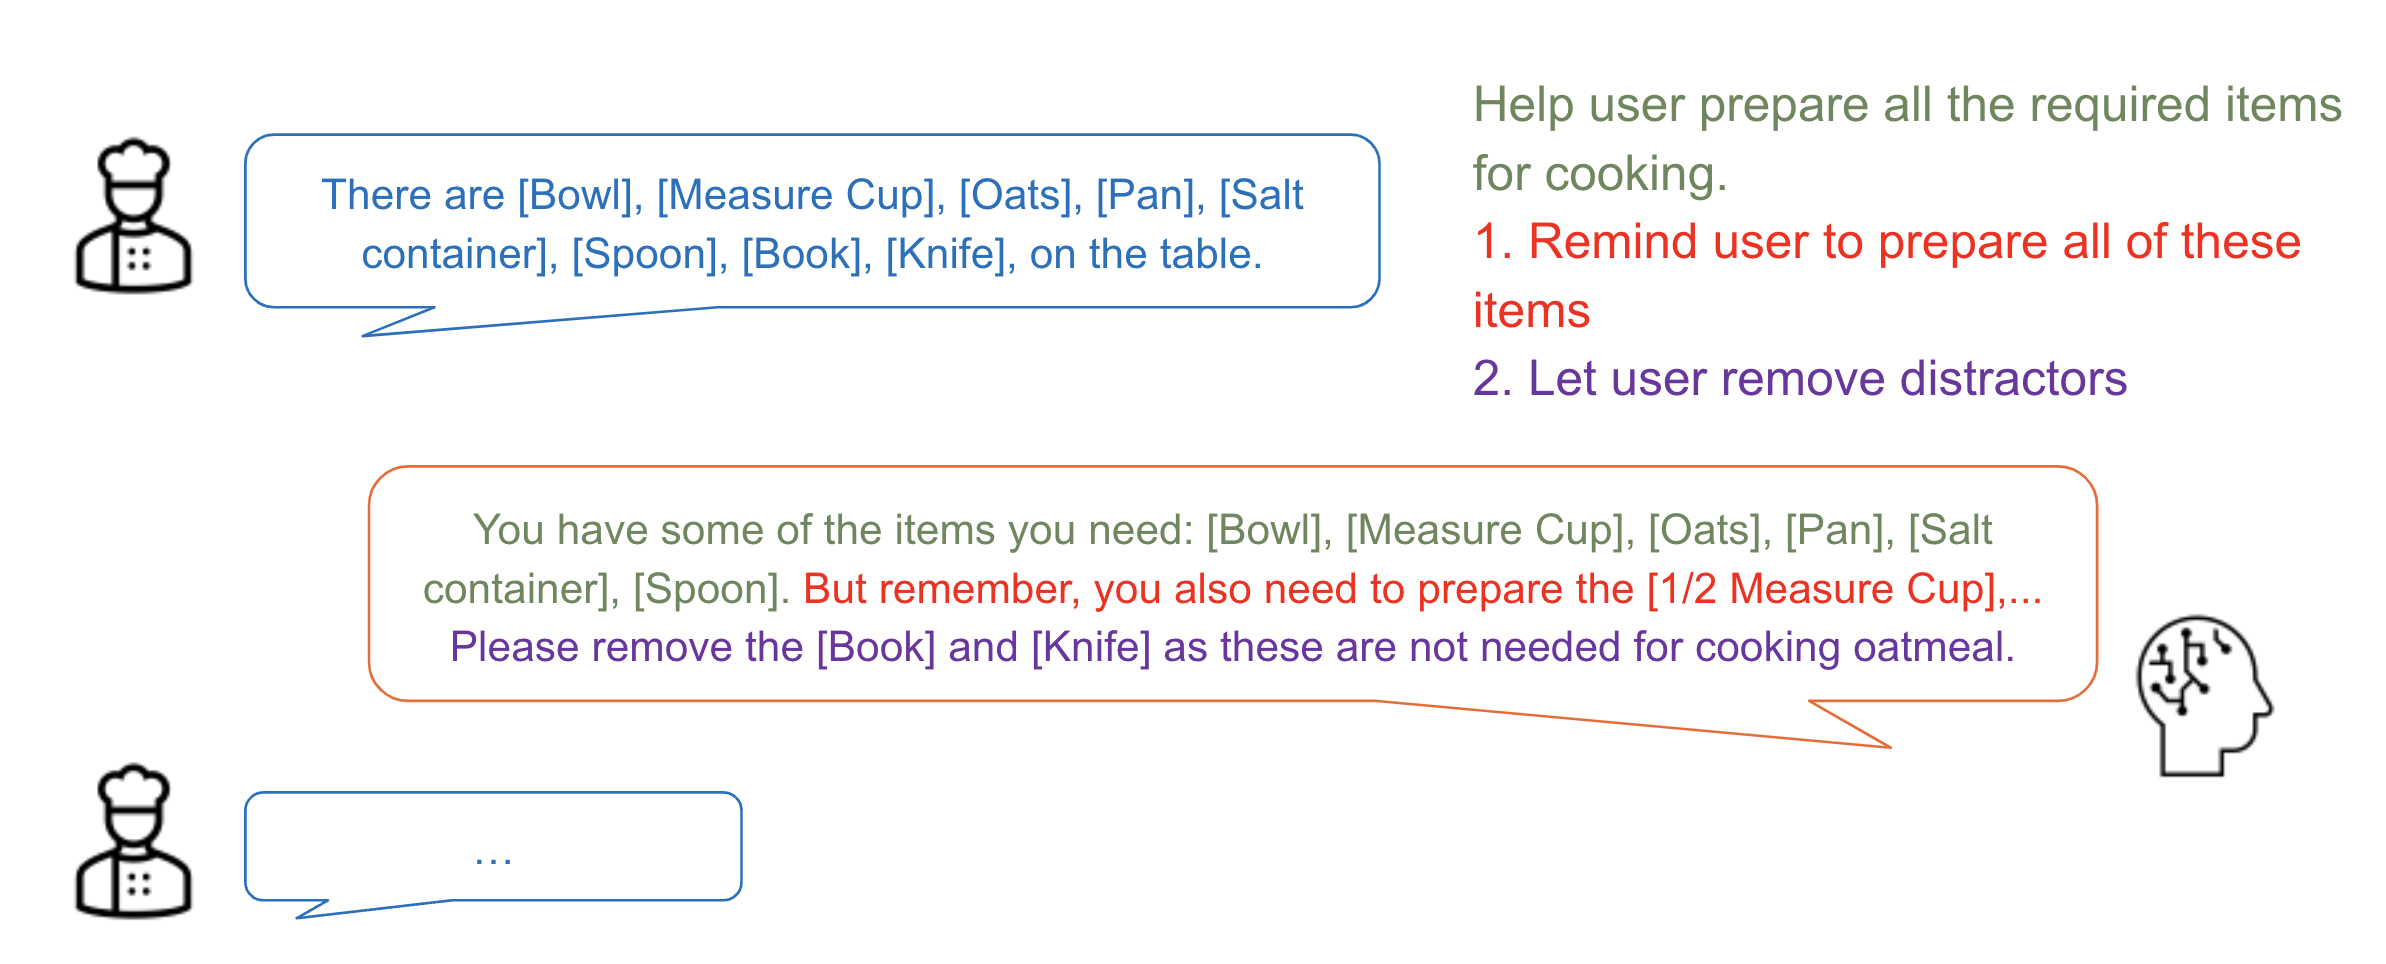 There are [Bowl], [Measure Cup], [Oats], [Pan], [Salt
container], [Spoon], [Book], [Knife], on the table.
Help user prepare all the required items
for cooking.
1. Remind user to prepare all of these
items
2. Let user remove distractors
You have some of the items you need: [Bowl], [Measure Cup], [Oats], [Pan], [Salt
container], [Spoon]. But remember, you also need to prepare the [1/2 Measure Cup],...
Please remove the [Book] and [Knife] as these are not needed for cooking oatmeal.
...